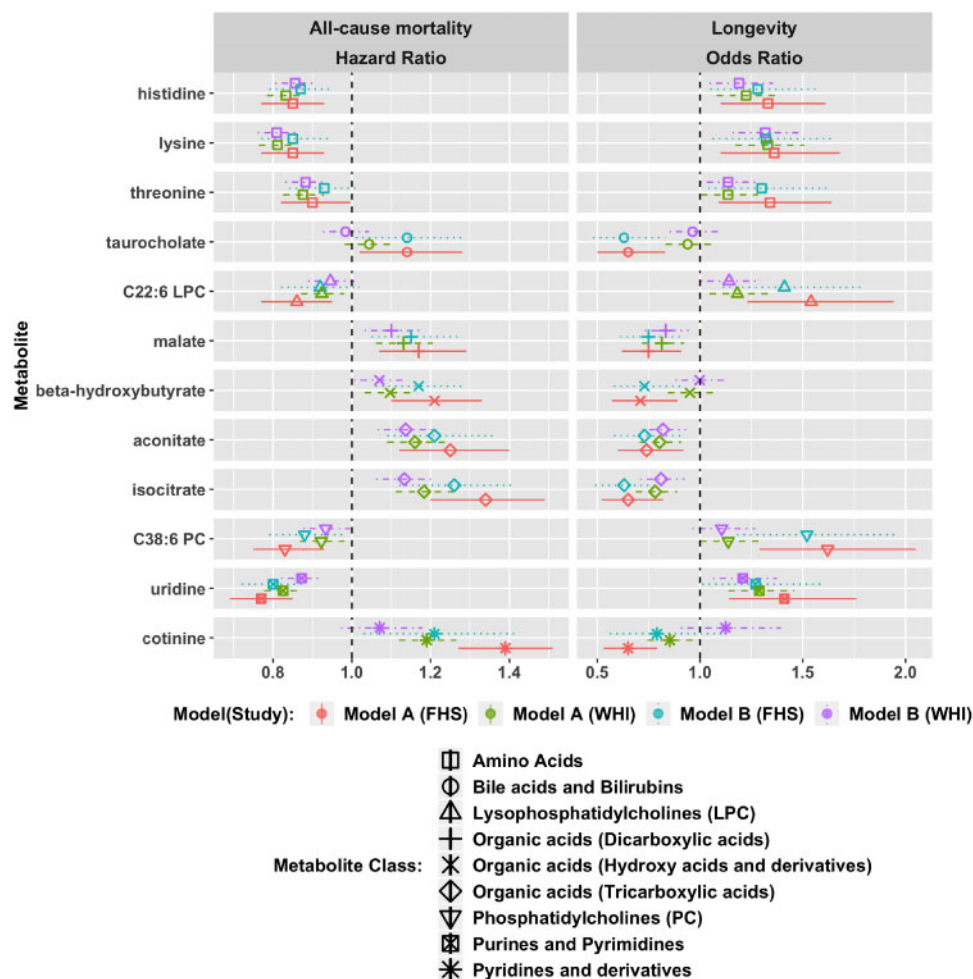 All-cause mortality
Longevity
Hazard Ratio
Odds Ratio
Metabolite
histidine
lysine
threonine
taurocholate
C22:6 LPC
malate
beta-hydroxybutyrate
aconitate
isocitrate
C38:6 PC
uridine
cotinine
0.8 1.0 1.2 1.4
0.5 1.0 1.5 2.0
Model(Study): Model A (FHS) Model A (WHI) Model B (FHS) Model B (WHI)
Metabolite Class:
Amino Acids
Bile acids and Bilirubins
Lysophosphatidylcholines (LPC)
Organic acids (Dicarboxylic acids)
Organic acids (Hydroxy acids and derivatives)
Organic acids (Tricarboxylic acids)
Phosphatidylcholines (PC)
Purines and Pyrimidines
Pyridines and derivatives